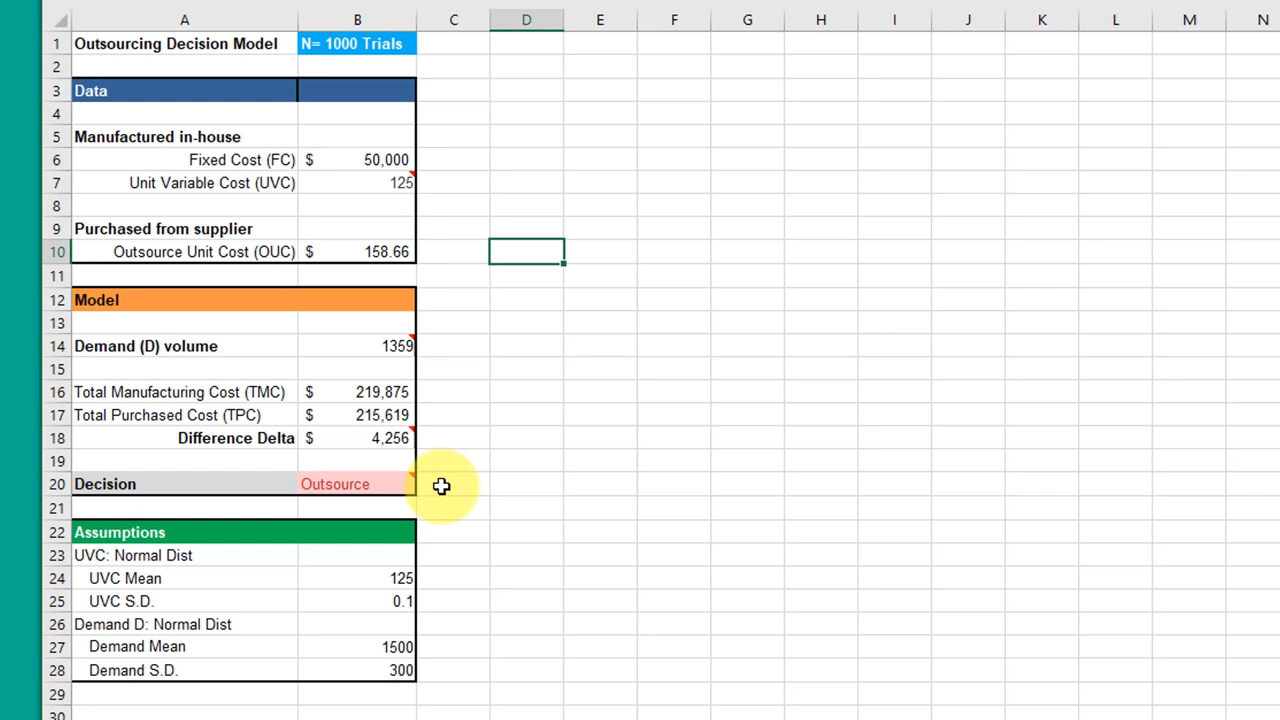 A B C D E F G H I J K L M N
1 Outsourcing Decision Model N= 1000 Trials
2
3 Data
4
5 Manufactured in-house
6 Fixed Cost (FC) $ 50,000
7 Unit Variable Cost (UVC) 125
8
9 Purchased from supplier
10 Outsource Unit Cost (OUC) $ 158.66
11
12 Model
13
14 Demand (D) volume 1359
15
16 Total Manufacturing Cost (TMC) $ 219,875
17 Total Purchased Cost (TPC) $ 215,619
18 Difference Delta $ 4,256
19
20 Decision Outsource
21
22 Assumptions
23 UVC: Normal Dist
24 UVC Mean 125
25 UVC S.D. 0.1
26 Demand D: Normal Dist
27 Demand Mean 1500
28 Demand S.D. 300
29
30